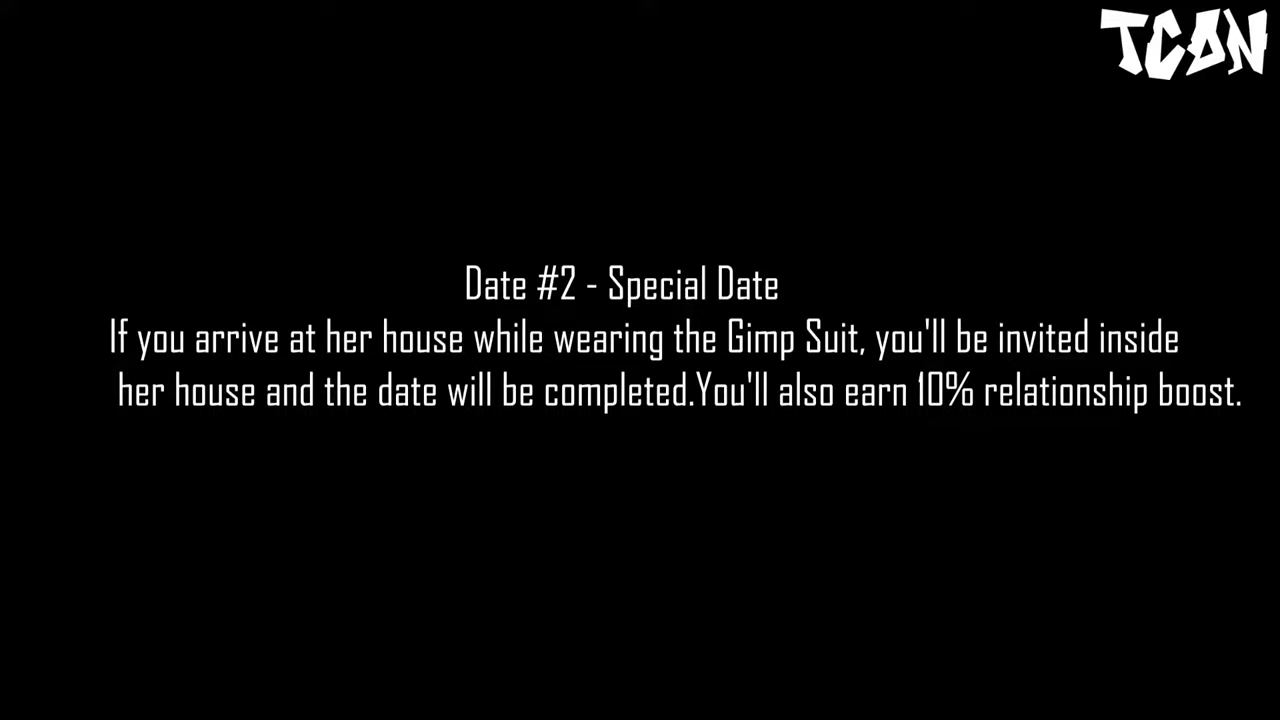 TCON
Date #2 - Special Date
If you arrive at her house while wearing the Gimp Suit, you'll be invited inside
her house and the date will be completed.You'll also earn 10% relationship boost.